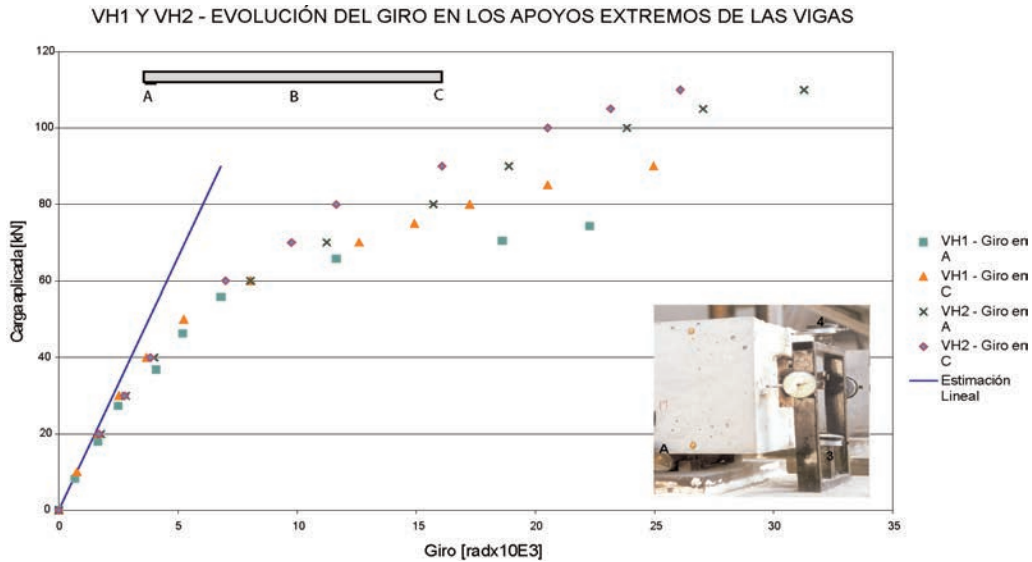 VH1 Y VH2 - EVOLUCIÓN DEL GIRO EN LOS APOYOS EXTREMOS DE LAS VIGAS
120
100
80
60
40
20
0
Carga aplicada [kN]
A
B
C
0
5
10
15
20
25
30
35
Giro [radx10E3]
VH1 - Giro en
A
VH1 - Giro en
C
VH2 - Giro en
A
VH2 - Giro en
C
Estimación
Lineal
4
A
3